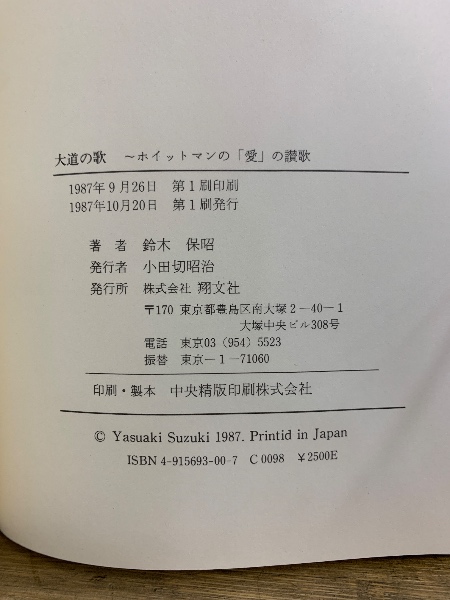 大道の歌 ～ホイットマンの「愛」の讃歌
1987年9月26日 第1刷印刷
1987年10月20日 第1刷発行
著者 鈴木 保昭
発行者 小田切昭治
発行所 株式会社 翔文社
〒170 東京都豊島区南大塚2-40-1
大塚中央ビル308号
電話 東京03(954)5523
振替 東京-1-71060
印刷・製本 中央精版印刷株式会社
© Yasuaki Suzuki 1987. Printid in Japan
ISBN 4-915693-00-7 C 0098 ￥2500E